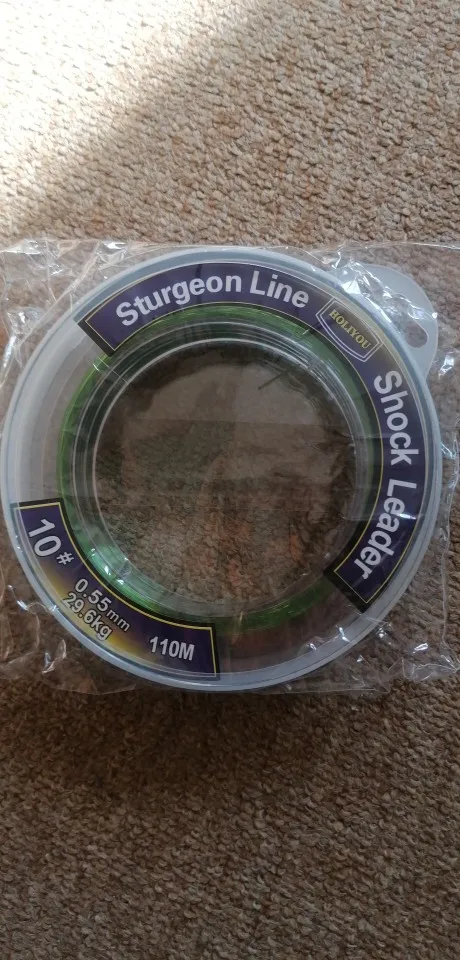 Sturgeon Line
HOLIYOU
Shock Leader
10#
0.55mm
29.6kg
110M